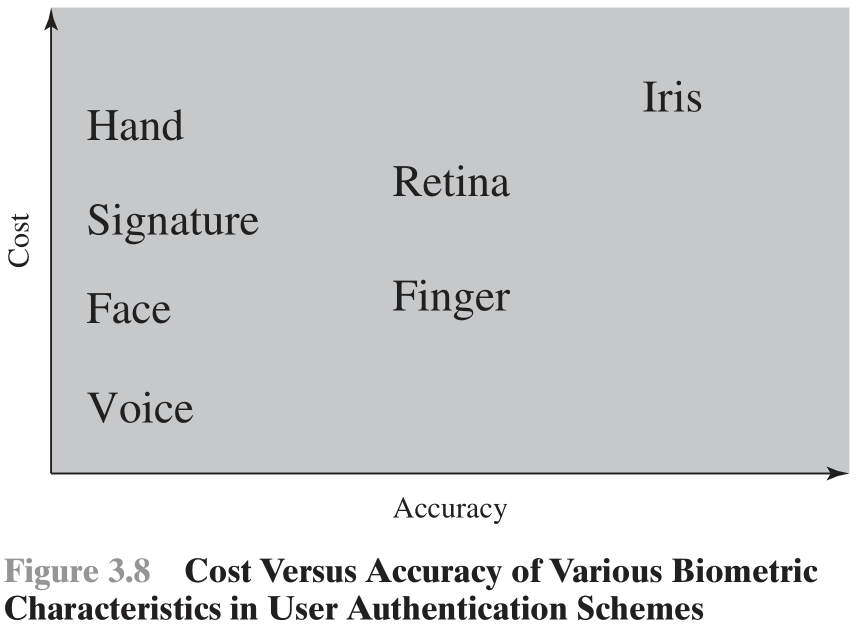 Iris
Hand
Retina
Signature
Finger
Face
Voice
Cost
Accuracy
Figure 3.8 Cost Versus Accuracy of Various Biometric
Characteristics in User Authentication Schemes